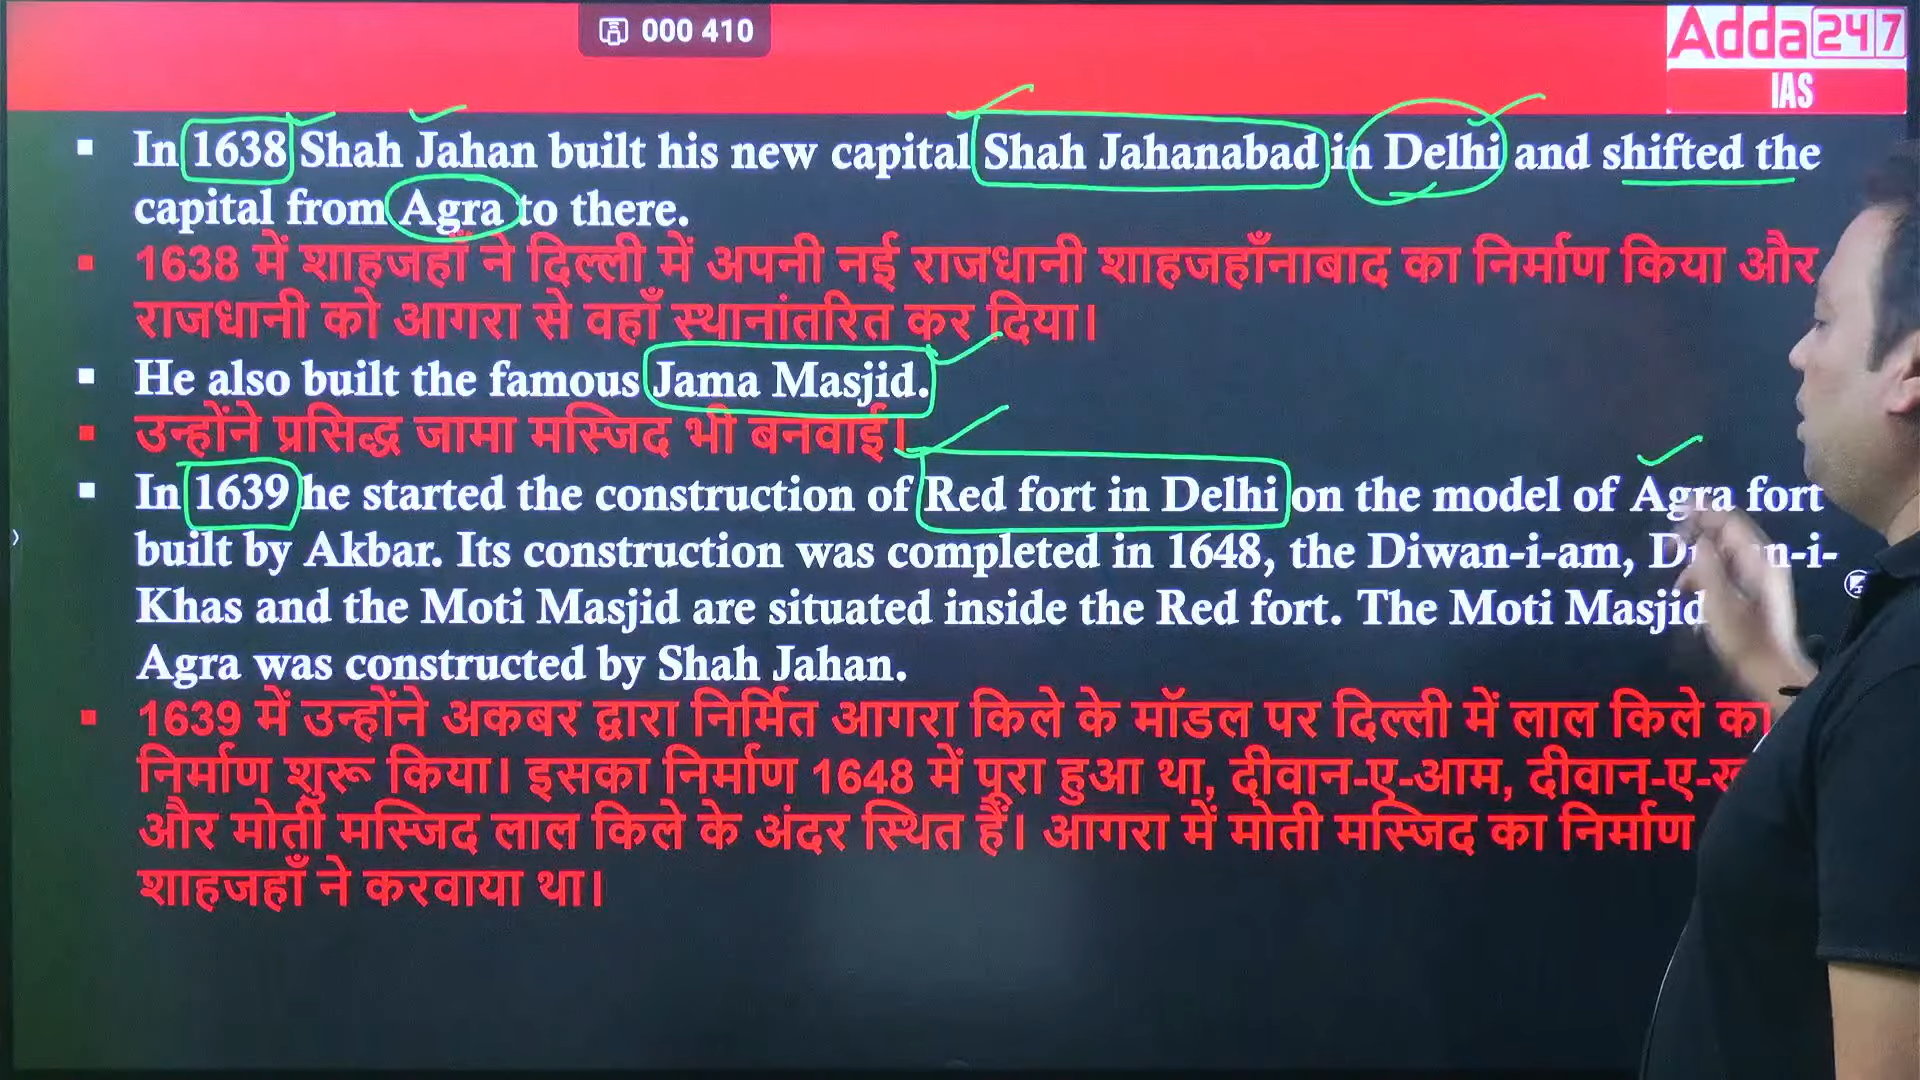 000 410
Adda247
IAS
▪ In 1638 Shah Jahan built his new capital Shah Jahanabad in Delhi and shifted the
capital from Agra to there.
▪ 1638 में शाहजहाँ ने दिल्ली में अपनी नई राजधानी शाहजहाँनाबाद का निर्माण किया और
राजधानी को आगरा से वहाँ स्थानांतरित कर दिया।
▪ He also built the famous Jama Masjid.
▪ उन्होंने प्रसिद्ध जामा मस्जिद भी बनवाई।
▪ In 1639 he started the construction of Red fort in Delhi on the model of Agra fort
built by Akbar. Its construction was completed in 1648, the Diwan-i-am,
Khas and the Moti Masjid are situated inside the Red fort. The Moti Masjid
Agra was constructed by Shah Jahan.
▪ 1639 में उन्होंने अकबर द्वारा निर्मित आगरा किले के मॉडल पर दिल्ली में लाल किले का
निर्माण शुरू किया। इसका निर्माण 1648 में पूरा हुआ था, दीवान-ए-आम,
और मोती मस्जिद लाल किले के अंदर स्थित हैं। आगरा में मोती मस्जिद का निर्माण
शाहजहाँ ने करवाया था।